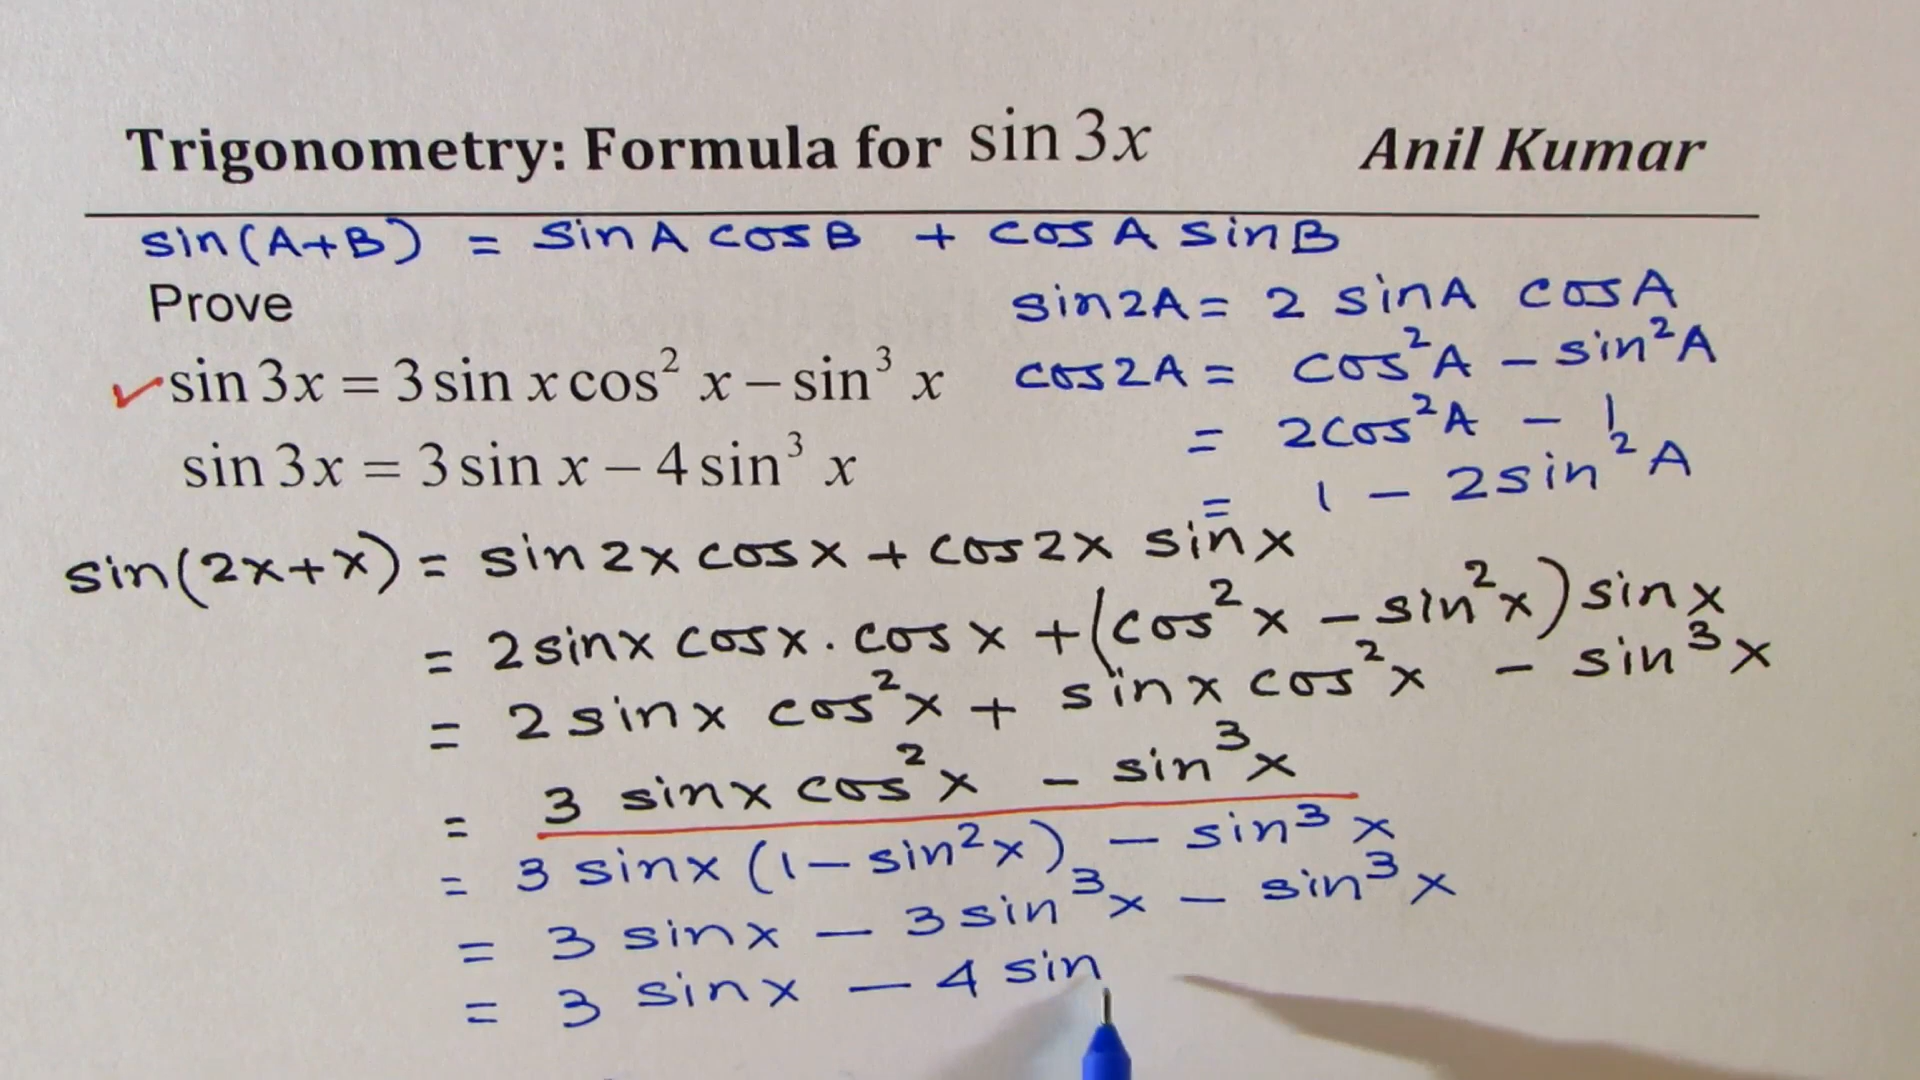 Trigonometry: Formula for sin 3x Anil Kumar
sin(A+B) = sinA cosB + cosA sinB
Prove
sin2A = 2 sinA cosA
✓ sin 3x = 3 sin x cos² x − sin³ x
cos2A = cos²A − sin²A
= 2cos²A − 1
sin 3x = 3 sin x − 4 sin³ x
= 1 − 2sin²A
sin(2x+x) = sin2x cosx + cos2x sinx
= 2sinx cosx . cosx + (cos²x − sin²x) sinx
= 2sinx cos²x + sinx cos²x − sin³x
= 3 sinx cos²x − sin³x
= 3 sinx (1 − sin²x) − sin³x
= 3 sinx − 3sin³x − sin³x
= 3 sinx − 4 sin